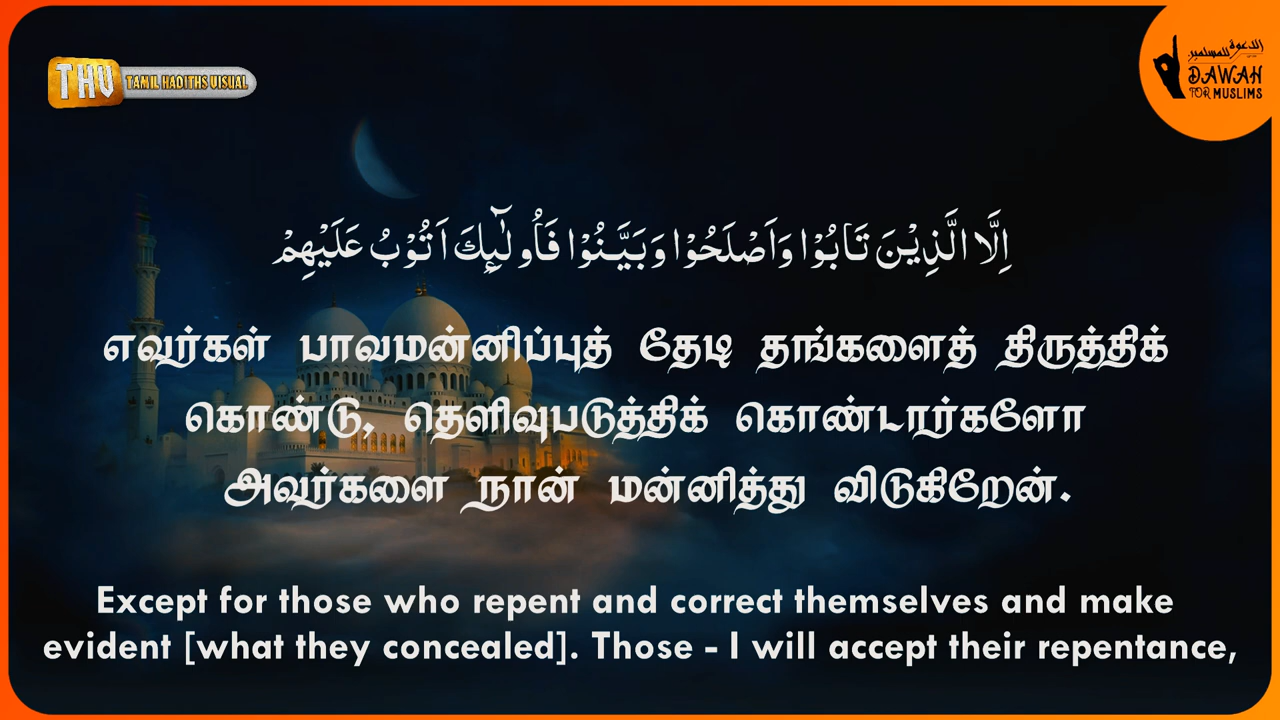 THV TAMIL HADITHS VISUAL
الدعوة للمسلمين
DAWAH
FOR MUSLIMS
اِلَّا الَّذِيْنَ تَابُوْا وَاَصْلَحُوْا وَبَيَّنُوْا فَاُولٰٓئِكَ اَتُوْبُ عَلَيْهِمْ
எவர்கள் பாவமன்னிப்புத் தேடி தங்களைத் திருத்திக்
கொண்டு, தெளிவுபடுத்திக் கொண்டார்களோ
அவர்களை நான் மன்னித்து விடுகிறேன்.
Except for those who repent and correct themselves and make
evident [what they concealed]. Those - I will accept their repentance,